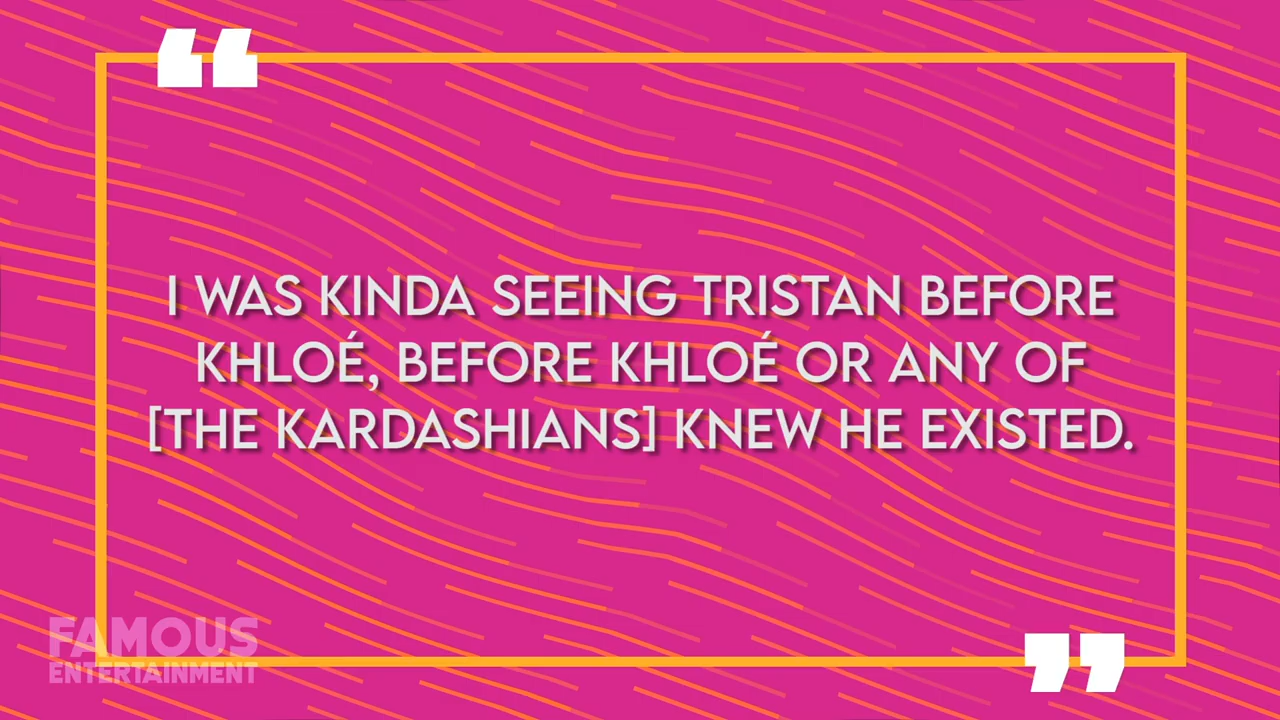 I WAS KINDA SEEING TRISTAN BEFORE
KHLOÉ, BEFORE KHLOÉ OR ANY OF
[THE KARDASHIANS] KNEW HE EXISTED.
FAMOUS
ENTERTAINMENT